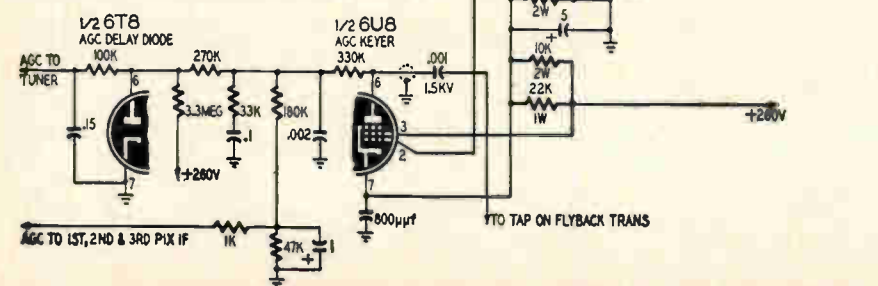 1/2 6T8
AGC DELAY DIODE
1/2 6U8
AGC KEYER
2W
5
+
AGC TO
TUNER
100K
270K
330K
.001
1.5KV
10K
2W
22K
1W
6
6
3.3MEG
33K
180K
.15
.1
.002
3
2
+260V
+260V
7
7
800µµf
TO TAP ON FLYBACK TRANS
AGC TO 1ST, 2ND & 3RD PIX IF
1K
47K
1
+